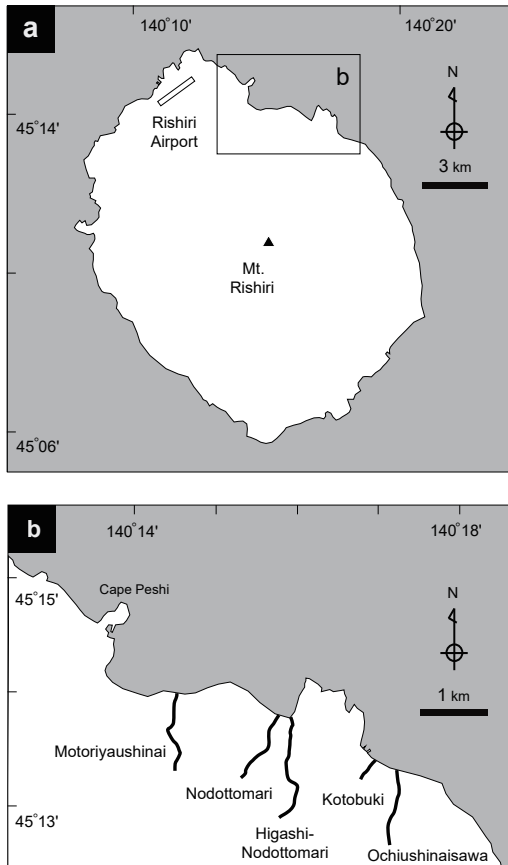 a
140˚10'
140˚20'
b
N
45˚14'
Rishiri
Airport
3 km
Mt.
Rishiri
45˚06'
b
140˚14'
140˚18'
45˚15'
Cape Peshi
N
1 km
Motoriyaushinai
Nodottomari
Kotobuki
45˚13'
Higashi-
Nodottomari
Ochiushinaisawa